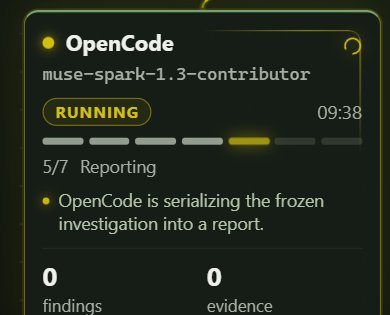 OpenCode
muse-spark-1.3-contributor
RUNNING 09:38
5/7 Reporting
OpenCode is serializing the frozen
investigation into a report.
0 0
findings evidence